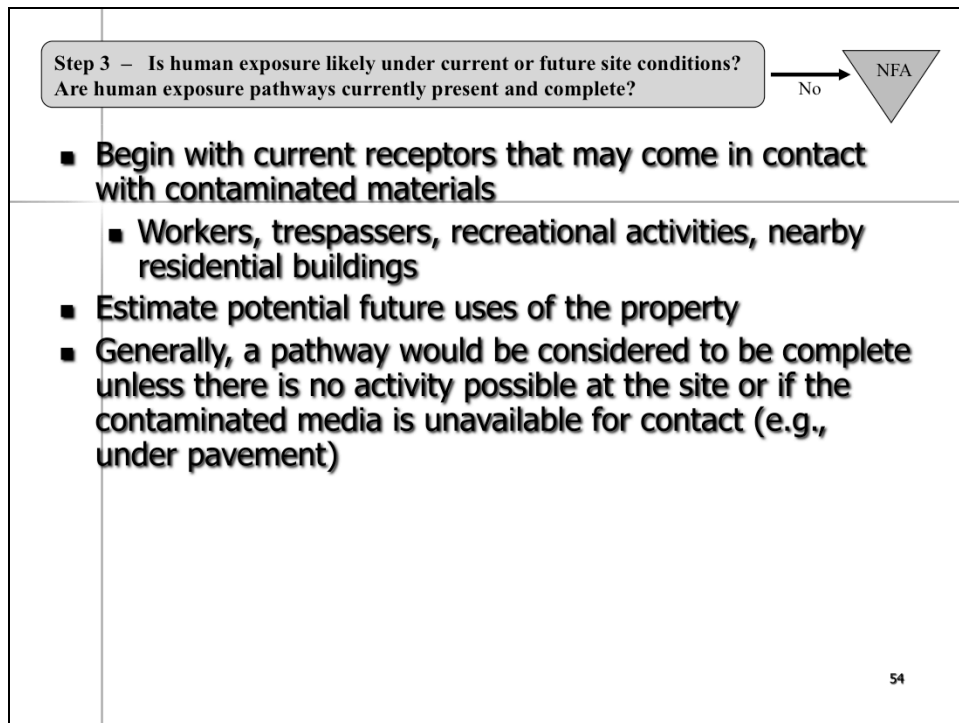 Step 3 – Is human exposure likely under current or future site conditions?
Are human exposure pathways currently present and complete?
No
NFA
■ Begin with current receptors that may come in contact
with contaminated materials
■ Workers, trespassers, recreational activities, nearby
residential buildings
■ Estimate potential future uses of the property
■ Generally, a pathway would be considered to be complete
unless there is no activity possible at the site or if the
contaminated media is unavailable for contact (e.g.,
under pavement)
54